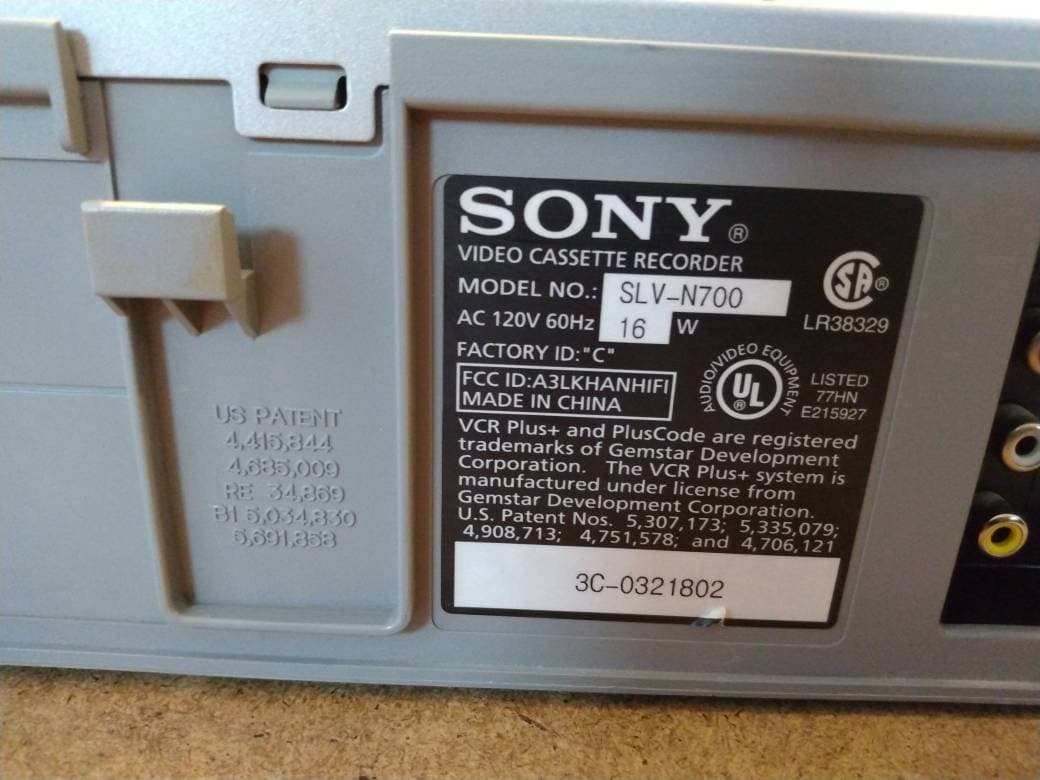 US PATENT
4,415,844
4,685,009
RE 34,869
B1 5,034,830
5,691,858
SONY®
VIDEO CASSETTE RECORDER
MODEL NO.: SLV-N700
AC 120V 60Hz 16 W
FACTORY ID:"C"
FCC ID:A3LKHANHIFI
MADE IN CHINA
SA ®
LR38329
AUDIO/VIDEO EQUIPMENT
UL ®
LISTED
77HN
E215927
VCR Plus+ and PlusCode are registered
trademarks of Gemstar Development
Corporation. The VCR Plus+ system is
manufactured under license from
Gemstar Development Corporation.
U.S. Patent Nos. 5,307,173; 5,335,079;
4,908,713; 4,751,578; and 4,706,121
3C-0321802